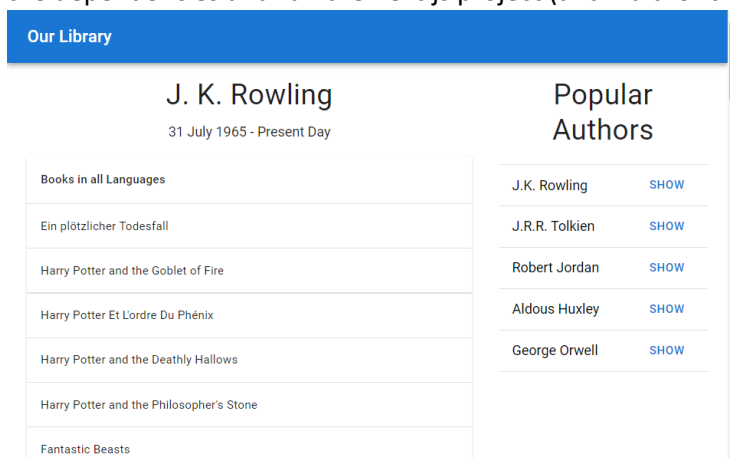 Our Library
J. K. Rowling
31 July 1965 - Present Day
Books in all Languages
Ein plötzlicher Todesfall
Harry Potter and the Goblet of Fire
Harry Potter Et L'ordre Du Phénix
Harry Potter and the Deathly Hallows
Harry Potter and the Philosopher's Stone
Fantastic Beasts
Popular
Authors
J.K. Rowling SHOW
J.R.R. Tolkien SHOW
Robert Jordan SHOW
Aldous Huxley SHOW
George Orwell SHOW